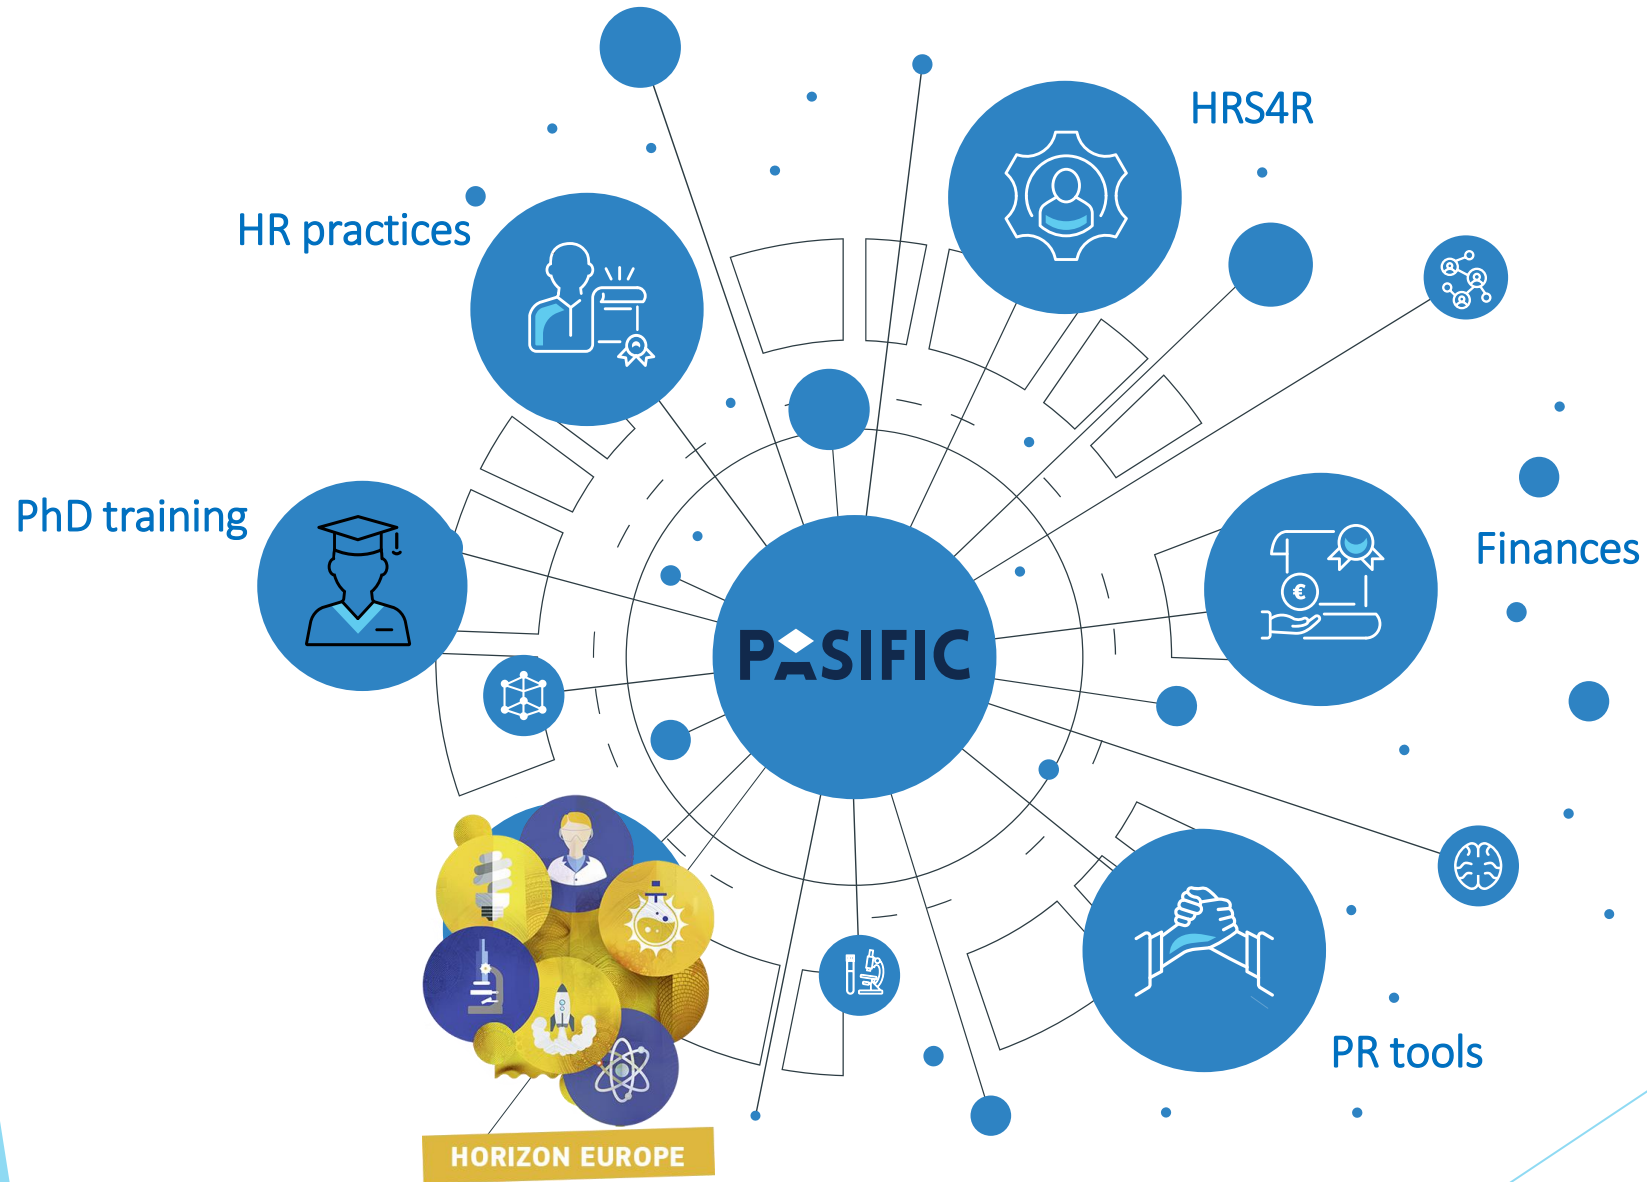 HRS4R
HR practices
PhD training
Finances
€
PASIFIC
PR tools
HORIZON EUROPE